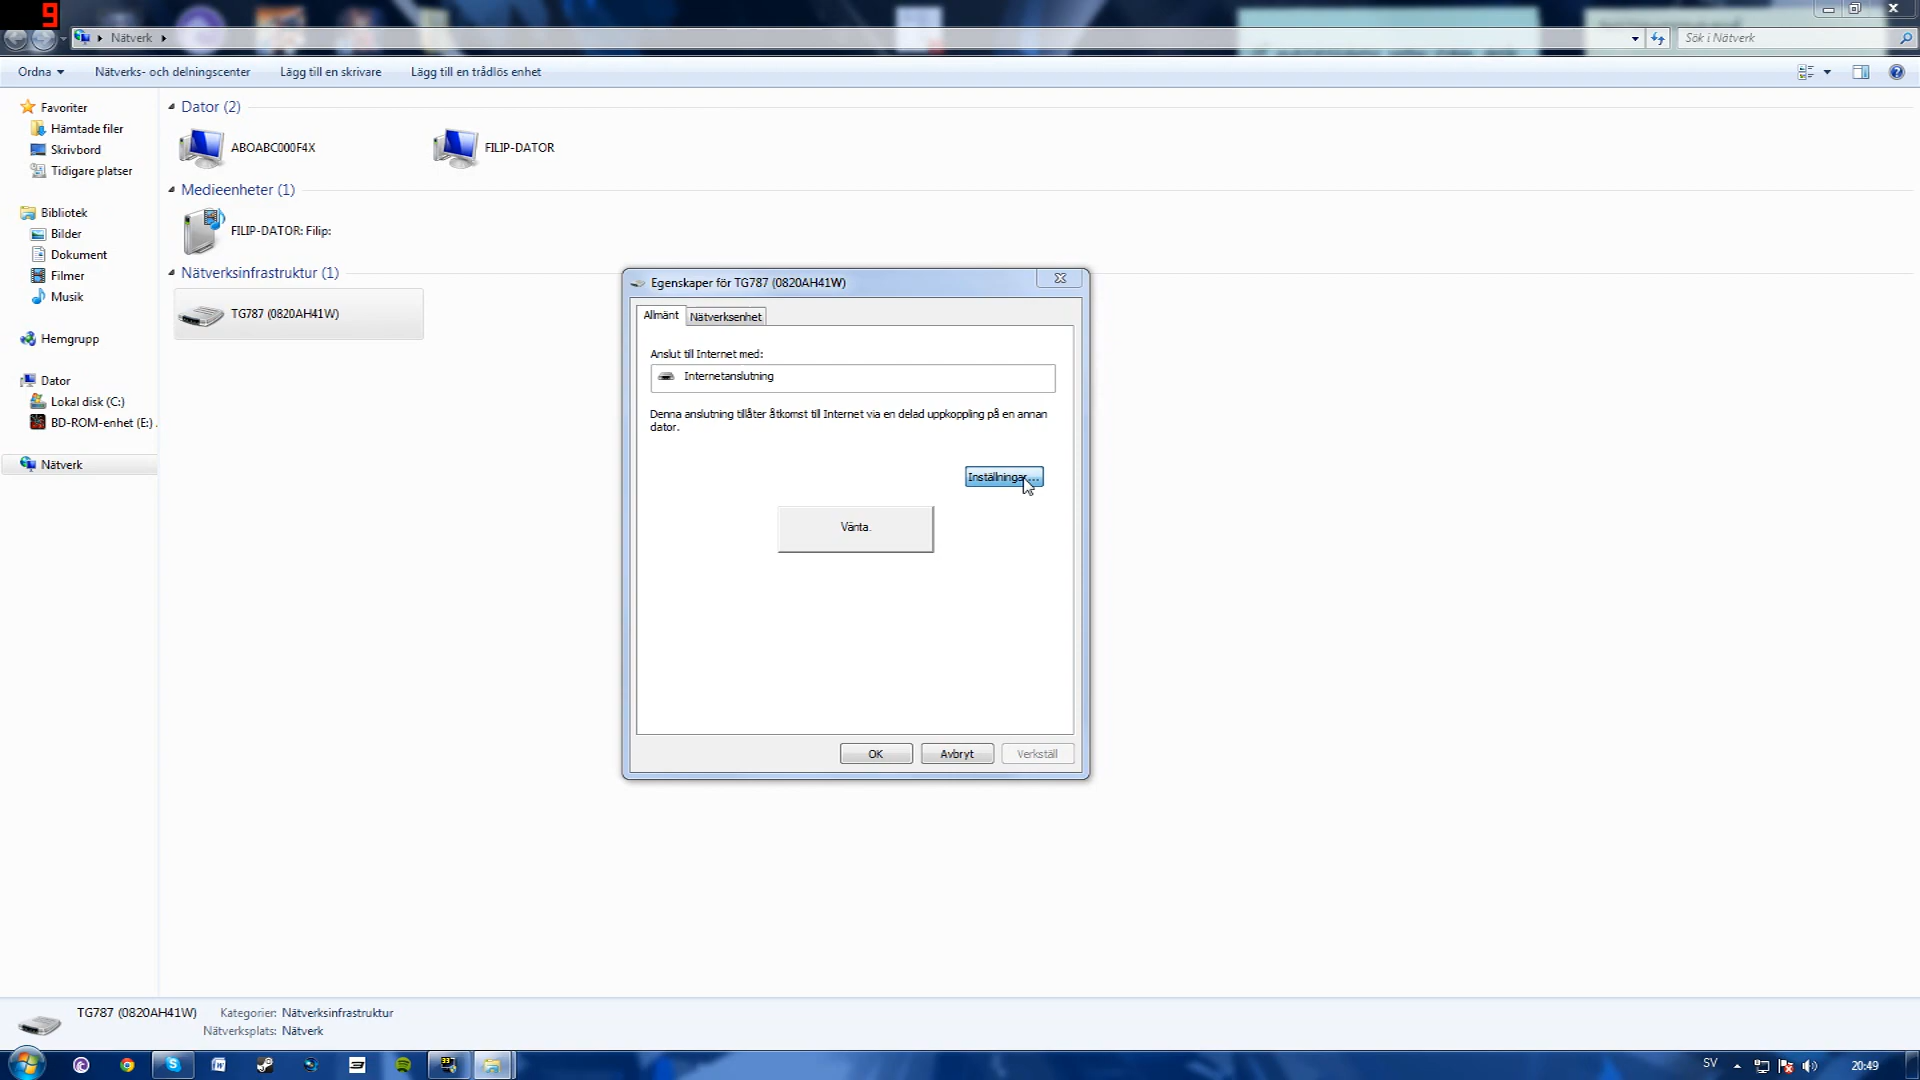 9
Nätverk
Sök i Nätverk
Ordna
Nätverks- och delningscenter
Lägg till en skrivare
Lägg till en trådlös enhet
Favoriter
Hämtade filer
Skrivbord
Tidigare platser
Bibliotek
Bilder
Dokument
Filmer
Musik
Hemgrupp
Dator
Lokal disk (C:)
BD-ROM-enhet (E:) .
Nätverk
Dator (2)
ABOABC000F4X
FILIP-DATOR
Medieenheter (1)
FILIP-DATOR: Filip:
Nätverksinfrastruktur (1)
TG787 (0820AH41W)
Egenskaper för TG787 (0820AH41W)
Allmänt
Nätverksenhet
Anslut till Internet med:
Internetanslutning
Denna anslutning tillåter åtkomst till Internet via en delad uppkoppling på en annan
dator.
Inställningar...
Vänta.
OK
Avbryt
Verkställ
TG787 (0820AH41W)
Kategorier: Nätverksinfrastruktur
Nätverksplats: Nätverk
SV
20:49